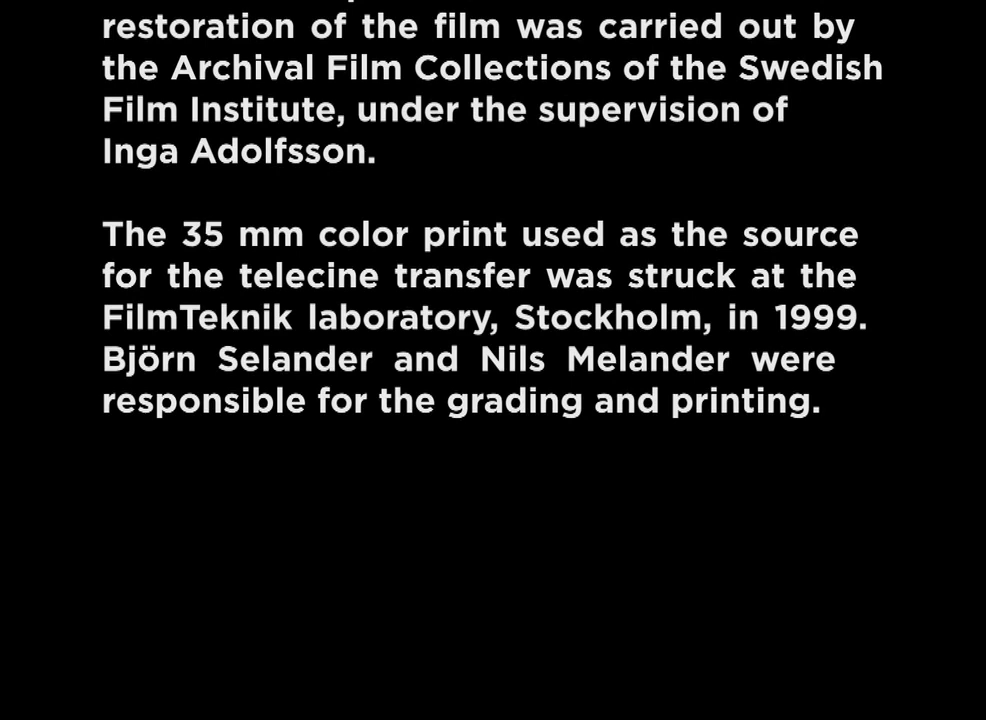 restoration of the film was carried out by
the Archival Film Collections of the Swedish
Film Institute, under the supervision of
Inga Adolfsson.
The 35 mm color print used as the source
for the telecine transfer was struck at the
FilmTeknik laboratory, Stockholm, in 1999.
Björn Selander and Nils Melander were
responsible for the grading and printing.